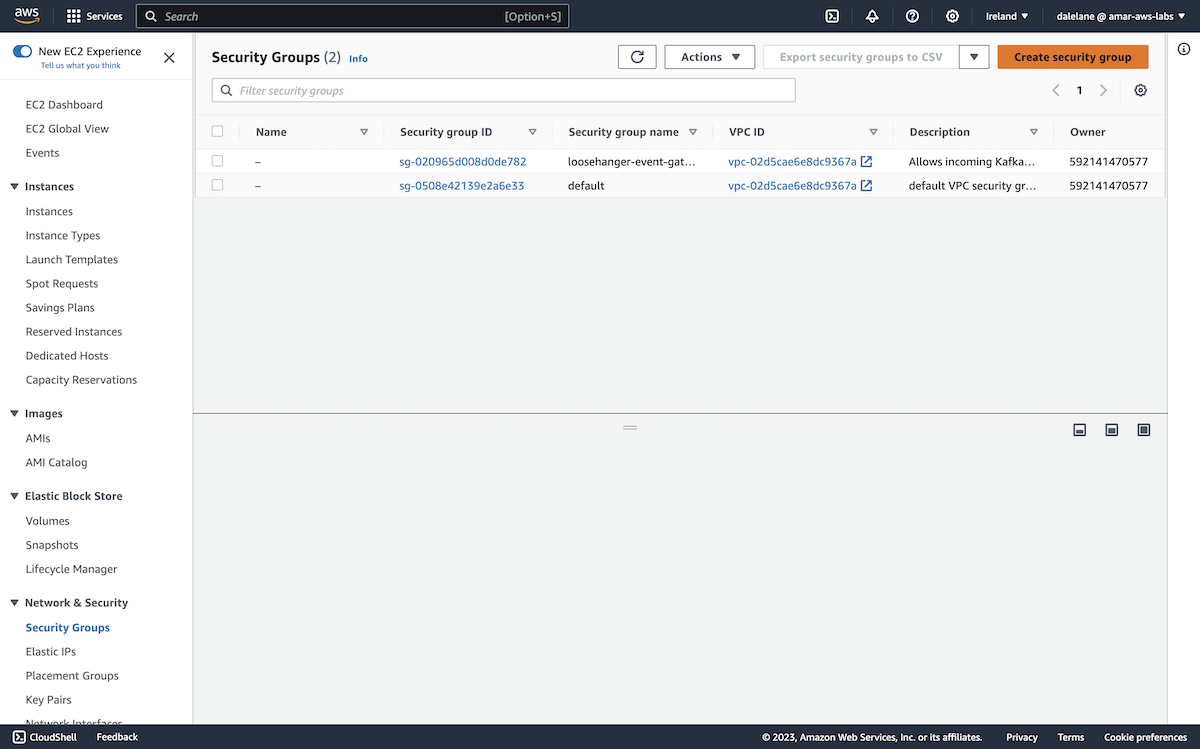 aws Services Search [Option+S] Ireland ▼ dalelane @ amar-aws-labs ▼
New EC2 Experience
Tell us what you think
EC2 Dashboard
EC2 Global View
Events
Instances
Instances
Instance Types
Launch Templates
Spot Requests
Savings Plans
Reserved Instances
Dedicated Hosts
Capacity Reservations
Images
AMIs
AMI Catalog
Elastic Block Store
Volumes
Snapshots
Lifecycle Manager
Network & Security
Security Groups
Elastic IPs
Placement Groups
Key Pairs
Network Interfaces
Security Groups (2) Info Actions Export security groups to CSV Create security group
Filter security groups 1
Name Security group ID Security group name VPC ID Description Owner
– sg-020965d008d0de782 loosehanger-event-gat... vpc-02d5cae6e8dc9367a Allows incoming Kafka... 592141470577
– sg-0508e42139e2a6e33 default vpc-02d5cae6e8dc9367a default VPC security gr... 592141470577
CloudShell Feedback © 2023, Amazon Web Services, Inc. or its affiliates. Privacy Terms Cookie preferences